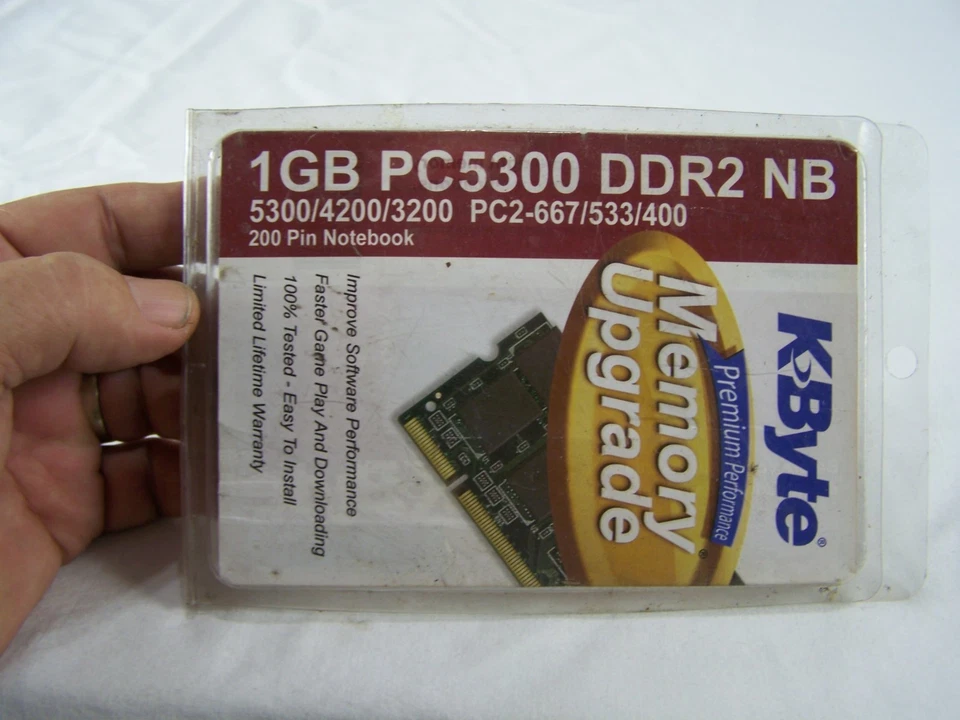 1GB PC5300 DDR2 NB
5300/4200/3200 PC2-667/533/400
200 Pin Notebook
KByte®
Premium Performance
Memory
Upgrade®
Improve Software Performance
Faster Game Play And Downloading
100% Tested - Easy To Install
Limited Lifetime Warranty